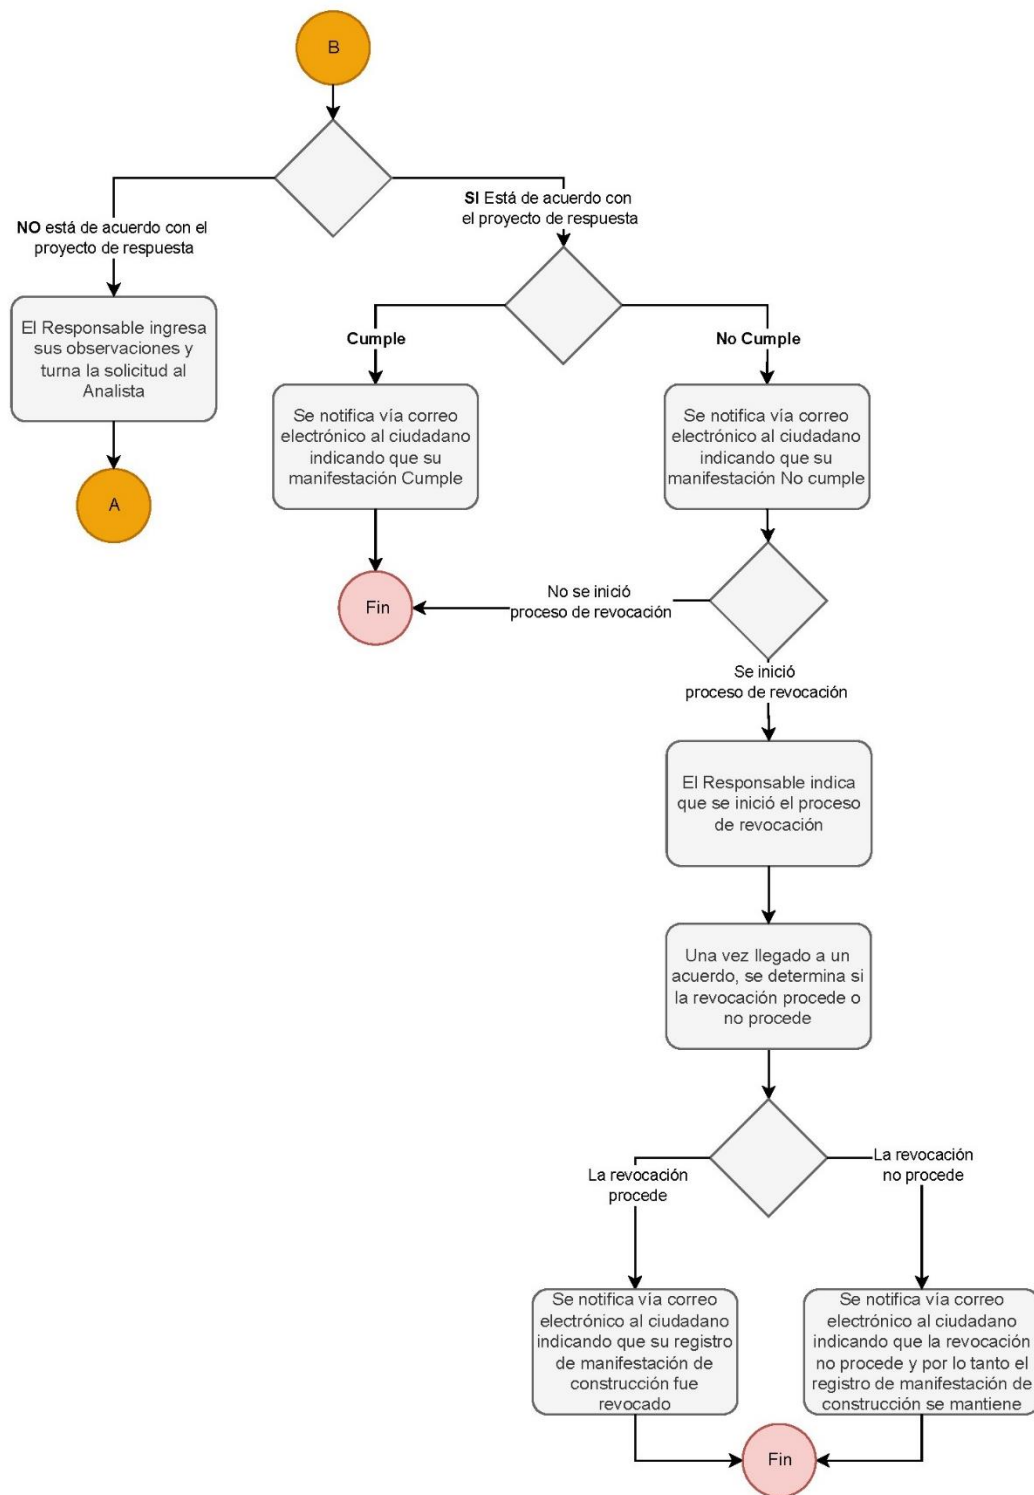 B
NO está de acuerdo con el
proyecto de respuesta
SI Está de acuerdo con
el proyecto de respuesta
El Responsable ingresa
sus observaciones y
turna la solicitud al
Analista
A
Cumple
No Cumple
Se notifica vía correo
electrónico al ciudadano
indicando que su
manifestación Cumple
Se notifica vía correo
electrónico al ciudadano
indicando que su
manifestación No cumple
Fin
No se inició
proceso de revocación
Se inició
proceso de revocación
El Responsable indica
que se inició el proceso
de revocación
Una vez llegado a un
acuerdo, se determina si
la revocación procede o
no procede
La revocación
procede
La revocación
no procede
Se notifica vía correo
electrónico al ciudadano
indicando que su registro
de manifestación de
construcción fue
revocado
Se notifica vía correo
electrónico al ciudadano
indicando que la revocación
no procede y por lo tanto el
registro de manifestación de
construcción se mantiene
Fin